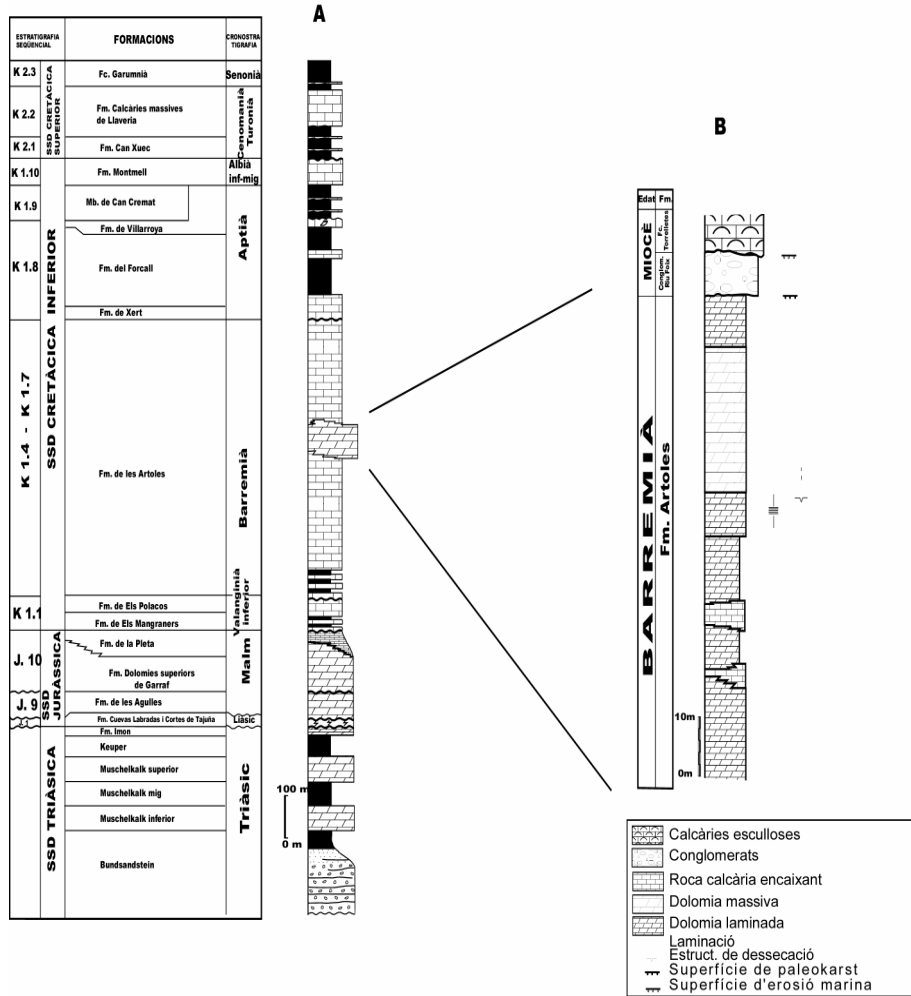 A
ESTRATIGRAFIA
SEQÜENCIAL
FORMACIONS
CRONOSTRA
TIGRAFIA
K 2.3
Fc. Garumnià
Senonià
K 2.2
Fm. Calcàries massives
de Llaveria
K 2.1
Fm. Can Xuec
SSD CRETÀCICA
SUPERIOR
Cenomanià
Turonià
K 1.10
Fm. Montmell
Albià
inf-mig
K 1.9
Mb. de Can Cremat
Fm. de Villarroya
K 1.8
Fm. del Forcall
Aptià
Fm. de Xert
SSD CRETÀCICA INFERIOR
K 1.4 - K 1.7
Fm. de les Artoles
Barremià
K 1.1
Fm. de Els Polacos
Fm. de Els Mangraners
Valanginià
inferior
J. 10
Fm. de la Pleta
Fm. Dolomies superiors
de Garraf
Malm
J. 9
Fm. de les Agulles
SSD
JURÀSSICA
Fm. Cuevas Labradas i Cortes de Tajuña
Liàsic
Fm. Imon
Keuper
Muschelkalk superior
Muschelkalk mig
Muschelkalk inferior
Bundsandstein
SSD TRIÀSICA
Triàsic
100 m
0 m
B
Edat
Fm.
MIOCÈ
Fc.
Torrelletes
Conglom.
Riu Foix
BARREMIÀ
Fm. Artoles
10m
0m
Calcàries esculloses
Conglomerats
Roca calcària encaixant
Dolomia massiva
Dolomia laminada
Laminació
Estruct. de dessecació
Superfície de paleokarst
Superfície d'erosió marina